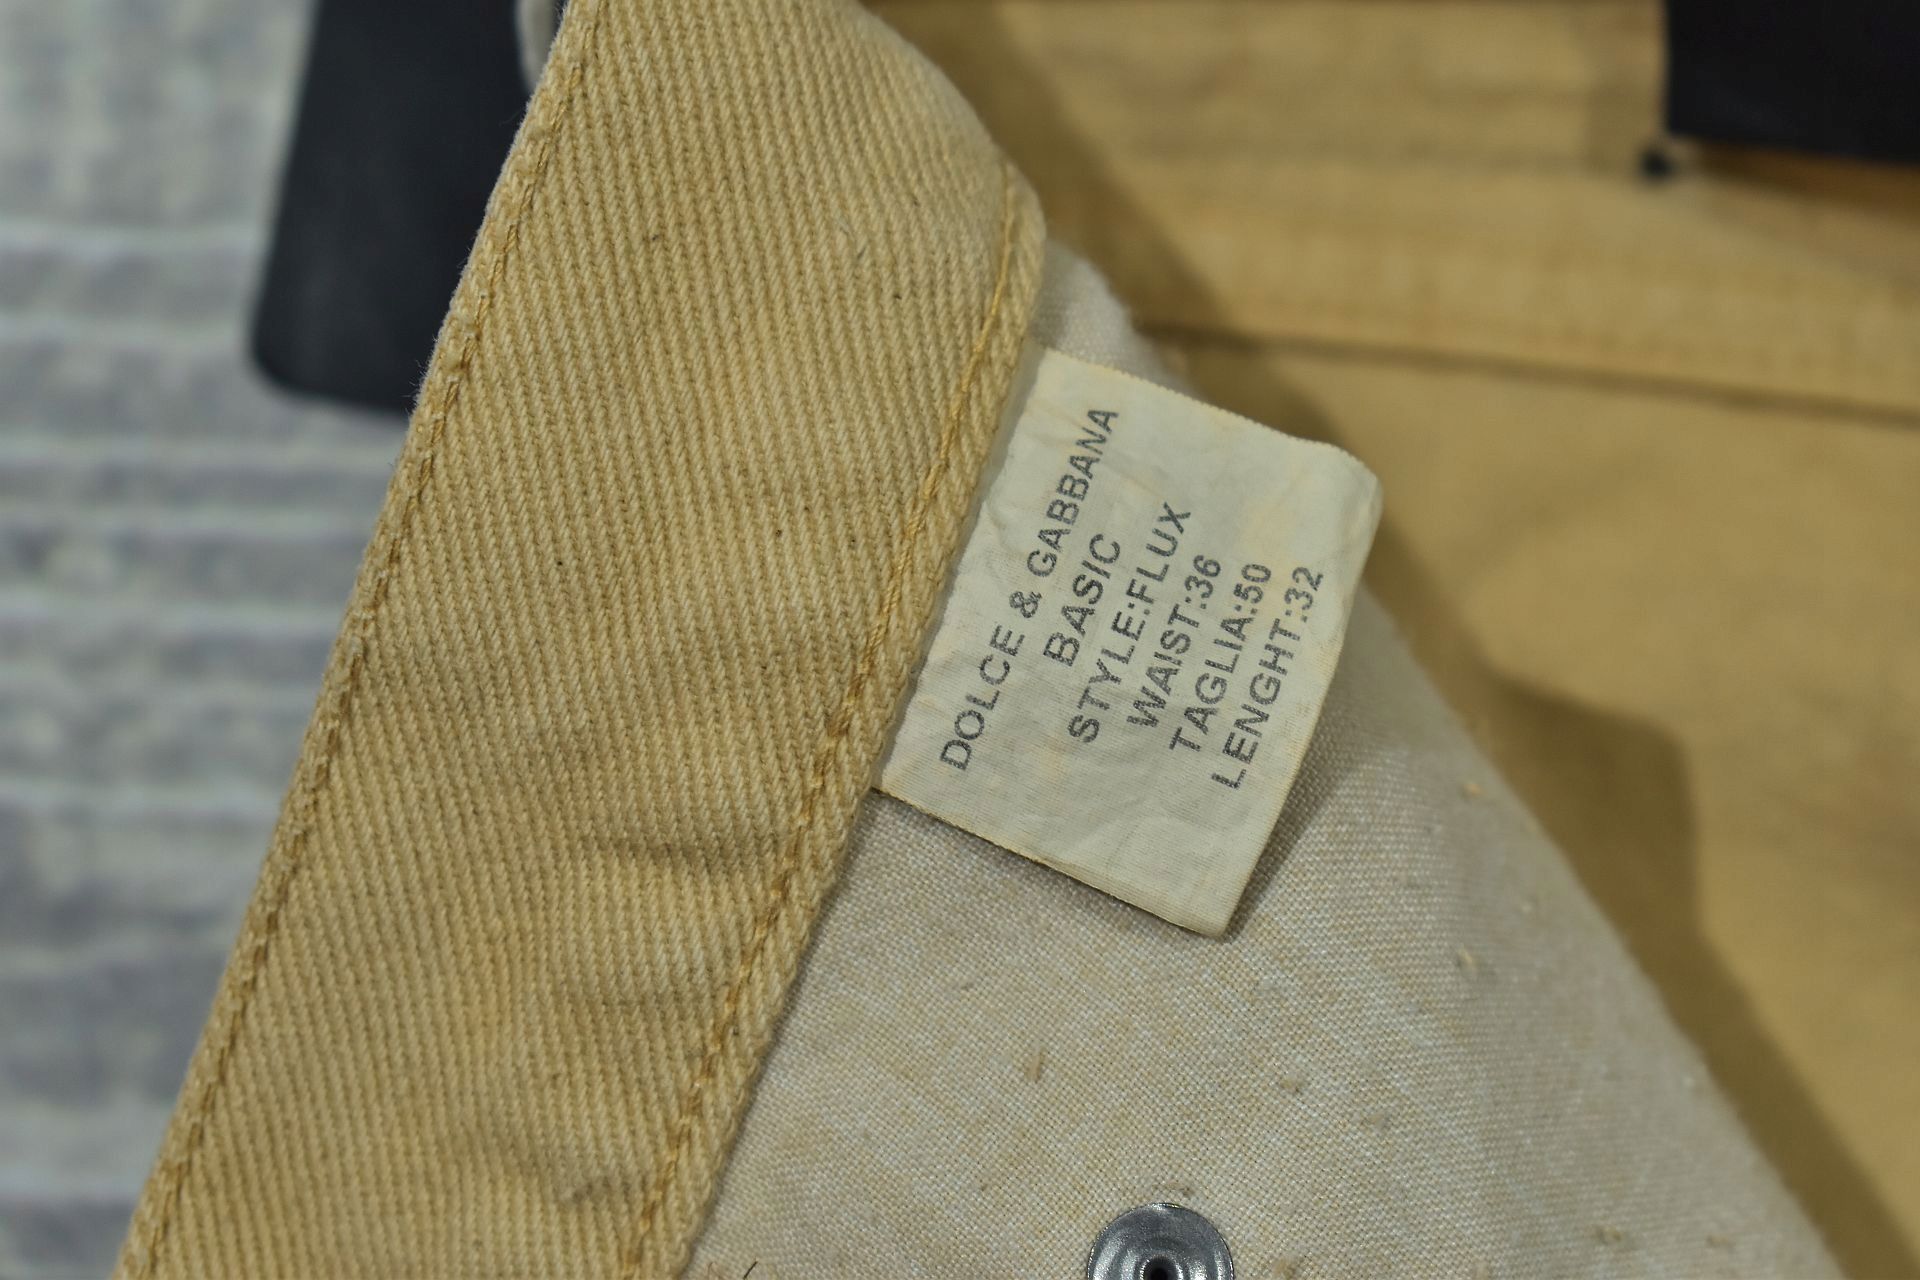 DOLCE & GABBANA
BASIC
STYLE:FLUX
WAIST:36
TAGLIA:50
LENGHT:32